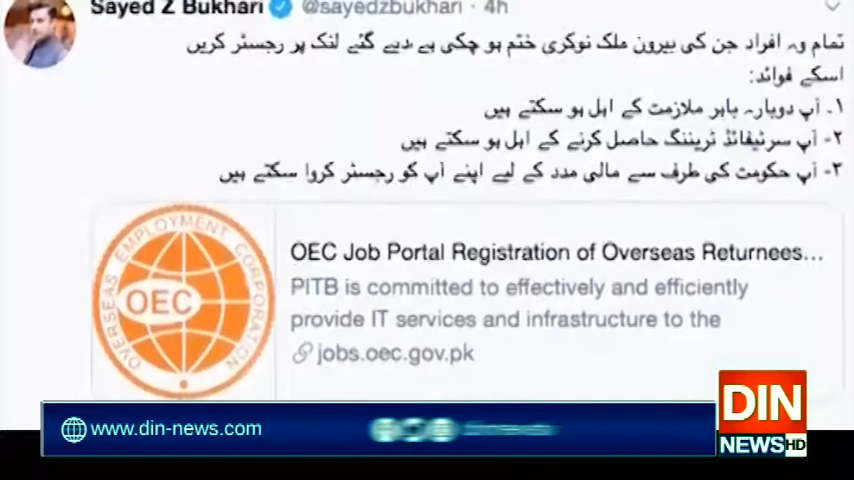 Sayed Z Bukhari @sayedzbukhari · 4h
تمام وہ افراد جن کی بیرون ملک نوکری ختم ہو چکی ہے دیے گئے لنک پر رجسٹر کریں
اسکے فوائد:
۱۔ آپ دوبارہ باہر ملازمت کے اہل ہو سکتے ہیں
۲- آپ سرٹیفائڈ ٹریننگ حاصل کرنے کے اہل ہو سکتے ہیں
۳- آپ حکومت کی طرف سے مالی مدد کے لیے اپنے آپ کو رجسٹر کروا سکتے ہیں
OVERSEAS EMPLOYMENT CORPORATION
OEC
OEC Job Portal Registration of Overseas Returnees...
PITB is committed to effectively and efficiently
provide IT services and infrastructure to the
jobs.oec.gov.pk
www.din-news.com
DIN
NEWS HD